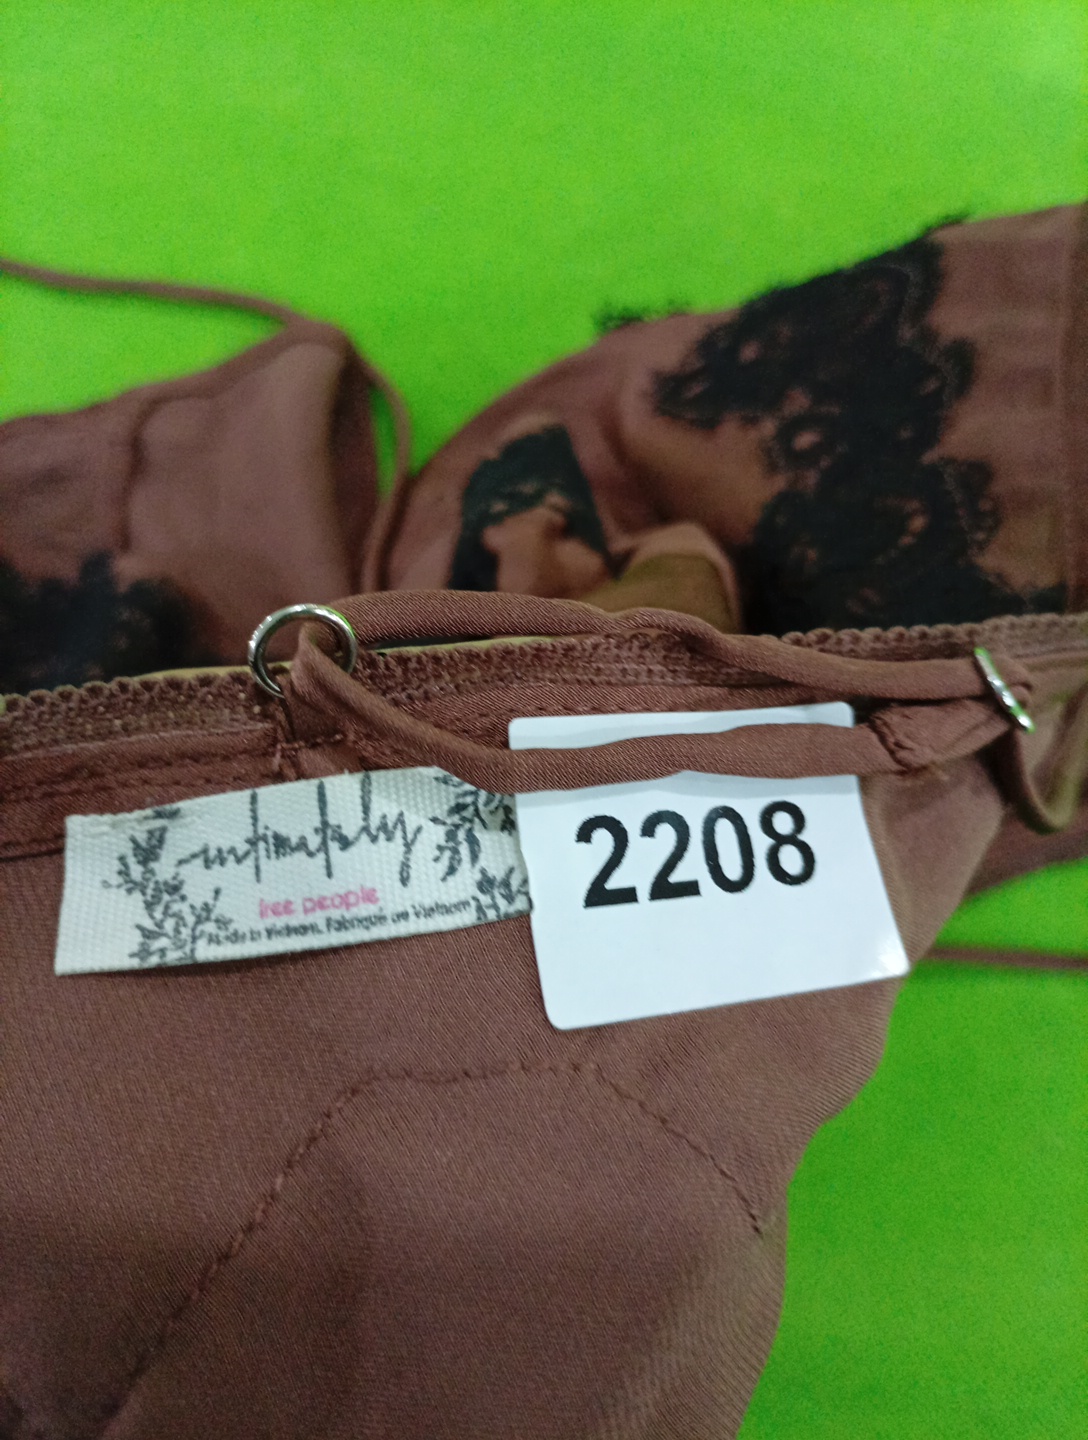 intimately
free people
Made in Vietnam. Fabriqué au Vietnam
2208